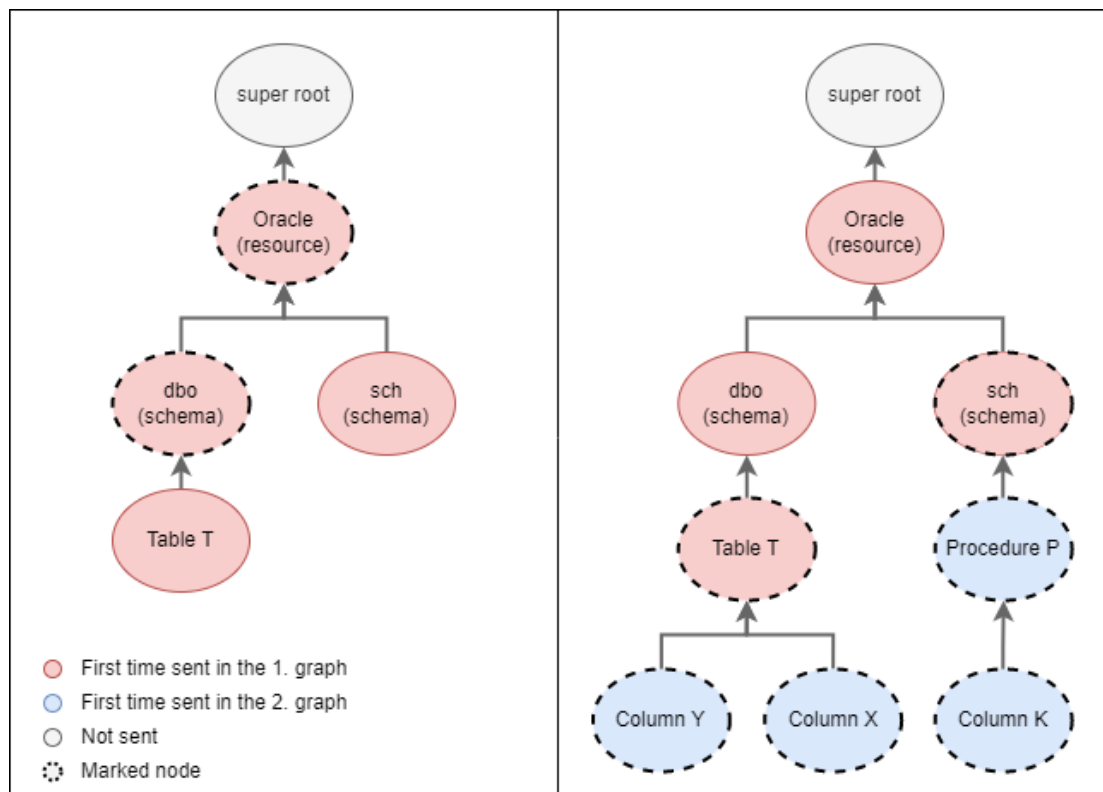 super root
Oracle
(resource)
dbo
(schema)
sch
(schema)
Table T
First time sent in the 1. graph
First time sent in the 2. graph
Not sent
Marked node
super root
Oracle
(resource)
dbo
(schema)
sch
(schema)
Table T
Procedure P
Column Y
Column X
Column K